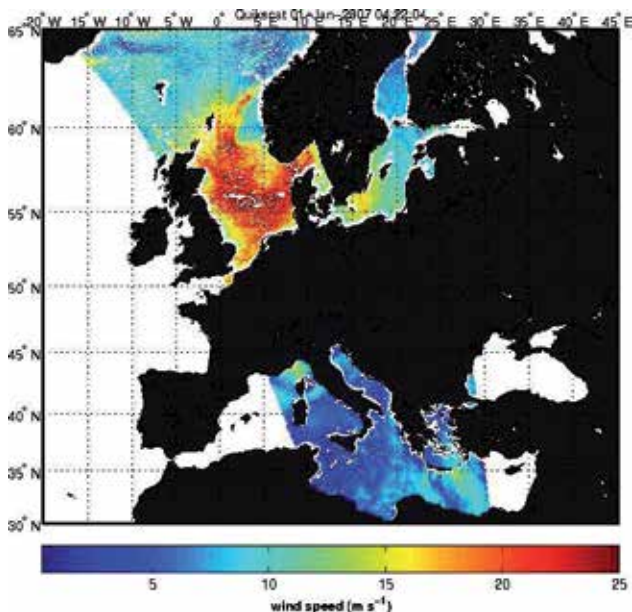 Quikscat 01-Jan-2007 04:22:04
-20° W -15° W -10° W -5° W 0° E 5° E 10° E 15° E 20° E 25° E 30° E 35° E 40° E 45° E
65° N
60° N
55° N
50° N
45° N
40° N
35° N
30° N
5 10 15 20 25
wind speed (m s⁻¹)